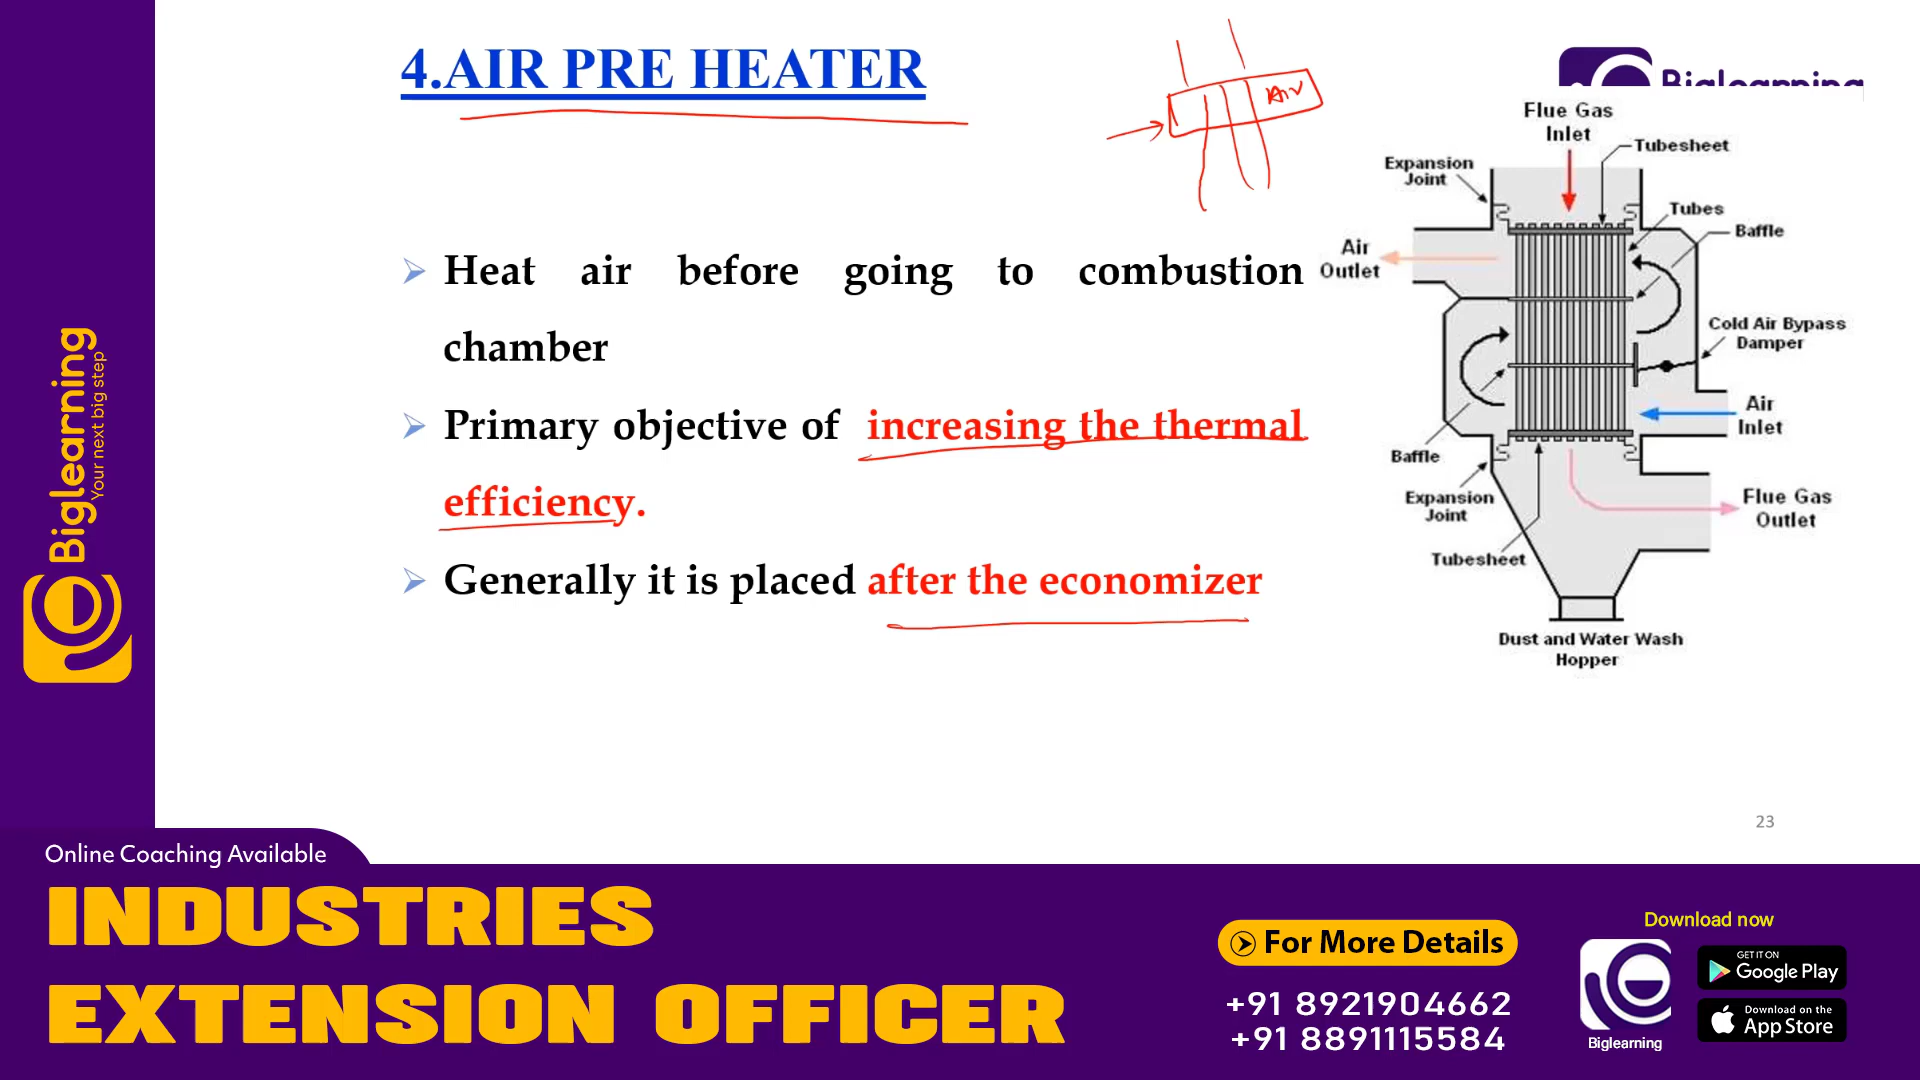 4.AIR PRE HEATER
Air
Biglearning
Heat air before going to combustion
chamber
Primary objective of increasing the thermal
efficiency.
Generally it is placed after the economizer
Flue Gas
Inlet
Tubesheet
Expansion
Joint
Tubes
Baffle
Air
Outlet
Cold Air Bypass
Damper
Air
Inlet
Baffle
Expansion
Joint
Flue Gas
Outlet
Tubesheet
Dust and Water Wash
Hopper
23
Biglearning
Your next big step
Online Coaching Available
INDUSTRIES
EXTENSION OFFICER
For More Details
+91 8921904662
+91 8891115584
Download now
Biglearning
GET IT ON
Google Play
Download on the
App Store